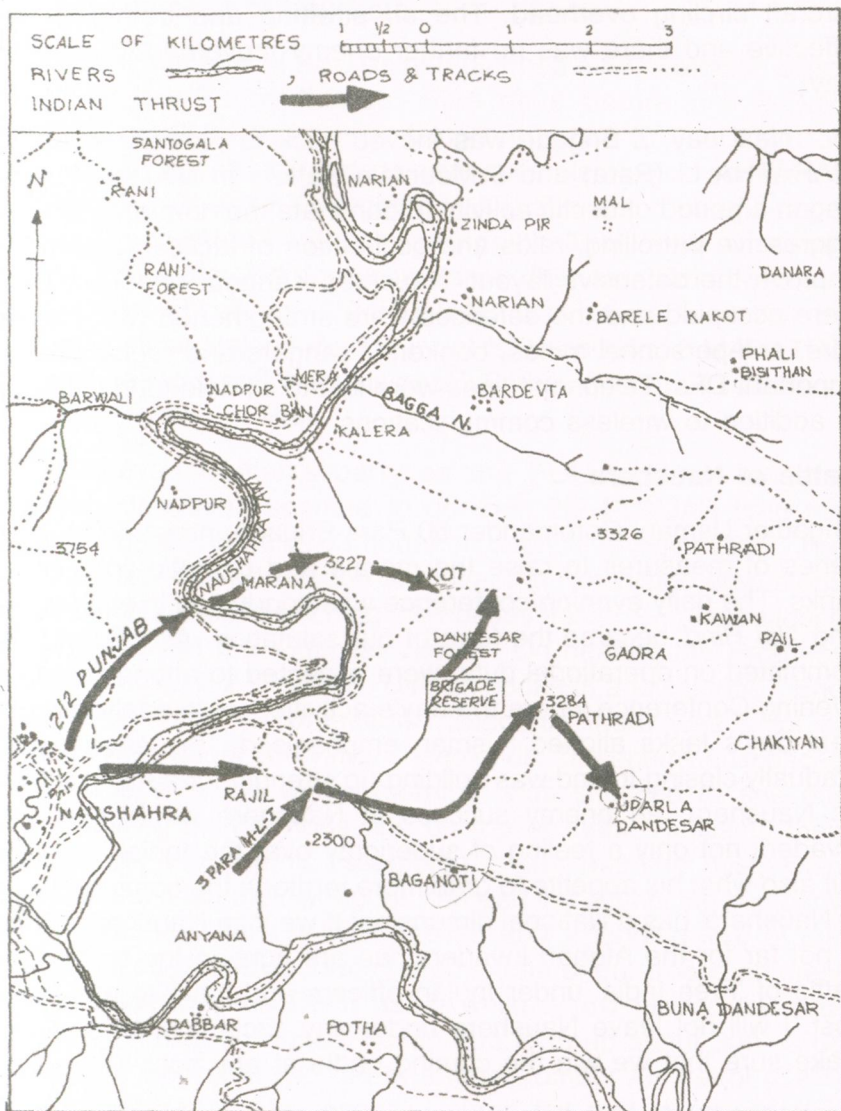 SCALE OF KILOMETRES 1 1/2 0 1 2 3
RIVERS , ROADS & TRACKS
INDIAN THRUST
SANTOGALA
FOREST
N
RANI
NARIAN
ZINDA PIR
MAL
RANI
FOREST
DANARA
NARIAN
BARELE KAKOT
PHALI
BISITHAN
MERA
BARWALI
NADPUR
CHOR BAN
BAGGA N.
BARDEVTA
KALERA
NADPUR
3754
NAUSHAHRA TAWI
3326
PATHRADI
MARANA
3227
KOT
KAWAN
DANDESAR
FOREST
GAORA
PAIL
2/2 PUNJAB
BRIGADE
RESERVE
3284
PATHRADI
CHAKIYAN
RAJIL
NAUSHAHRA
UPARLA
DANDESAR
3 PARA M.L.I
2300
BAGANOTI
ANYANA
BUNA DANDESAR
DABBAR
POTHA